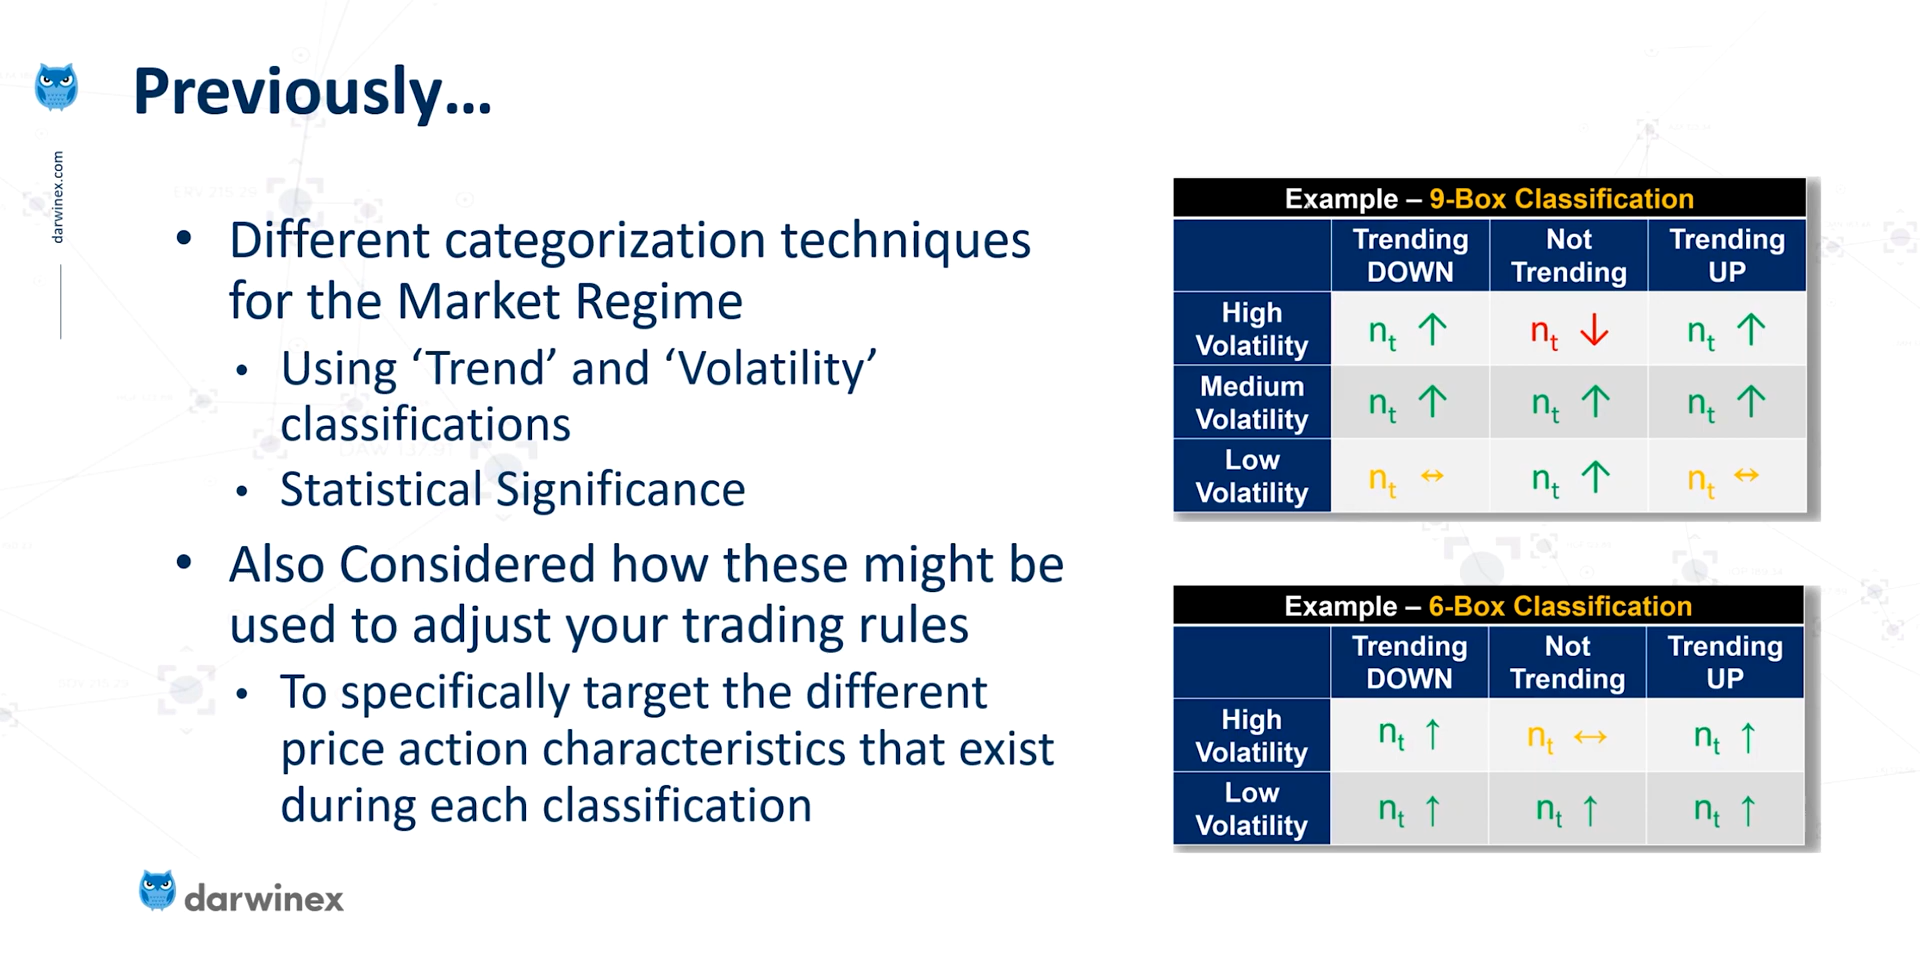 Previously...
darwinex.com
• Different categorization techniques
for the Market Regime
• Using ‘Trend’ and ‘Volatility’
classifications
• Statistical Significance
• Also Considered how these might be
used to adjust your trading rules
• To specifically target the different
price action characteristics that exist
during each classification
Example – 9-Box Classification
Trending DOWN Not Trending Trending UP
High Volatility nt ↑ nt ↓ nt ↑
Medium Volatility nt ↑ nt ↑ nt ↑
Low Volatility nt ↔ nt ↑ nt ↔
Example – 6-Box Classification
Trending DOWN Not Trending Trending UP
High Volatility nt ↑ nt ↔ nt ↑
Low Volatility nt ↑ nt ↑ nt ↑
darwinex